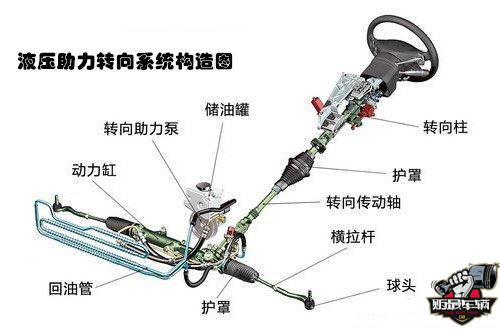 液压助力转向系统构造图
储油罐
转向助力泵
转向柱
动力缸
护罩
转向传动轴
横拉杆
球头
回油管
护罩